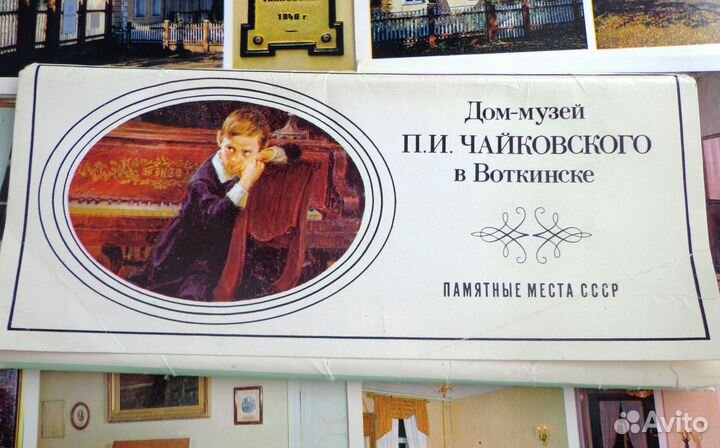 1848 г.
Дом-музей
П.И. ЧАЙКОВСКОГО
в Воткинске
ПАМЯТНЫЕ МЕСТА СССР
Avito